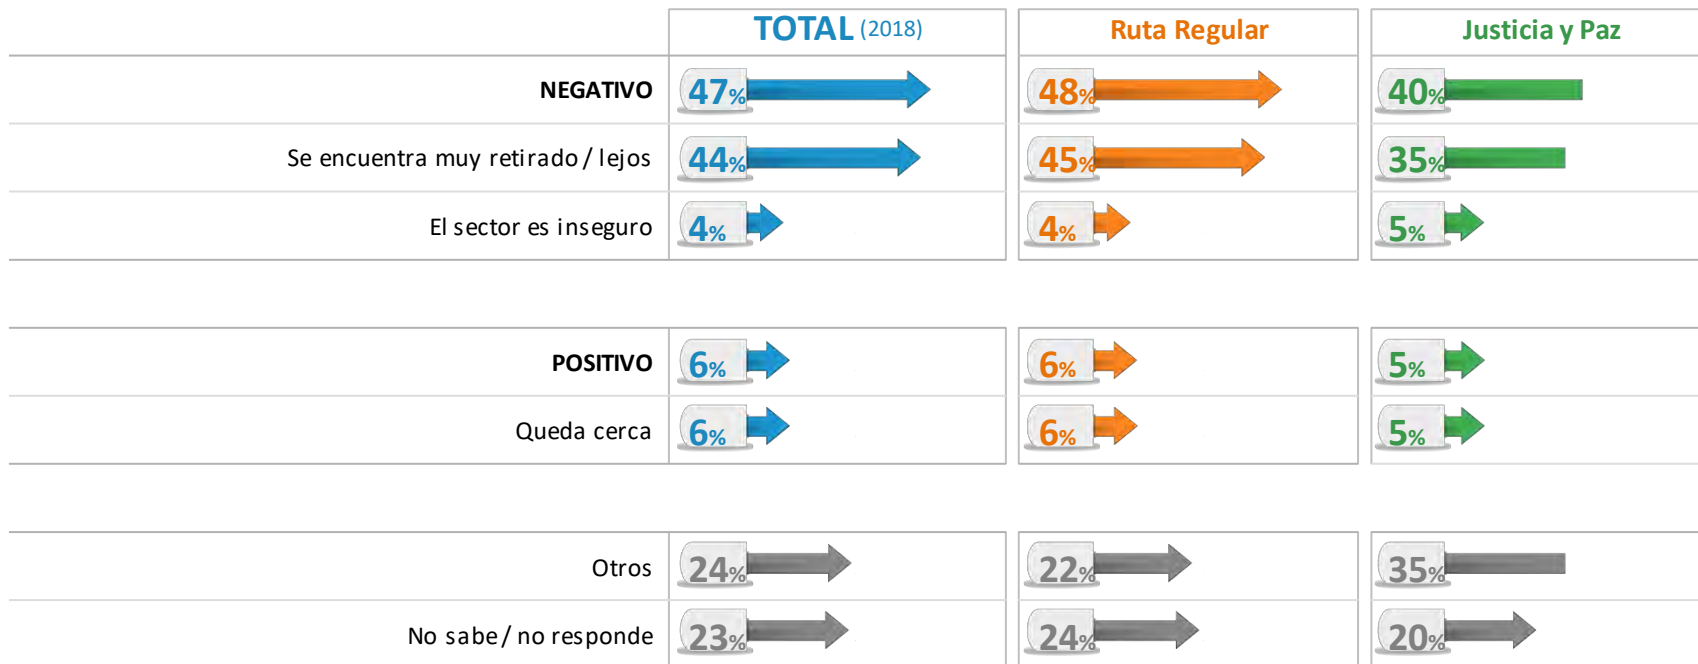 TOTAL (2018) Ruta Regular Justicia y Paz
NEGATIVO 47% 48% 40%
Se encuentra muy retirado / lejos 44% 45% 35%
El sector es inseguro 4% 4% 5%
POSITIVO 6% 6% 5%
Queda cerca 6% 6% 5%
Otros 24% 22% 35%
No sabe / no responde 23% 24% 20%